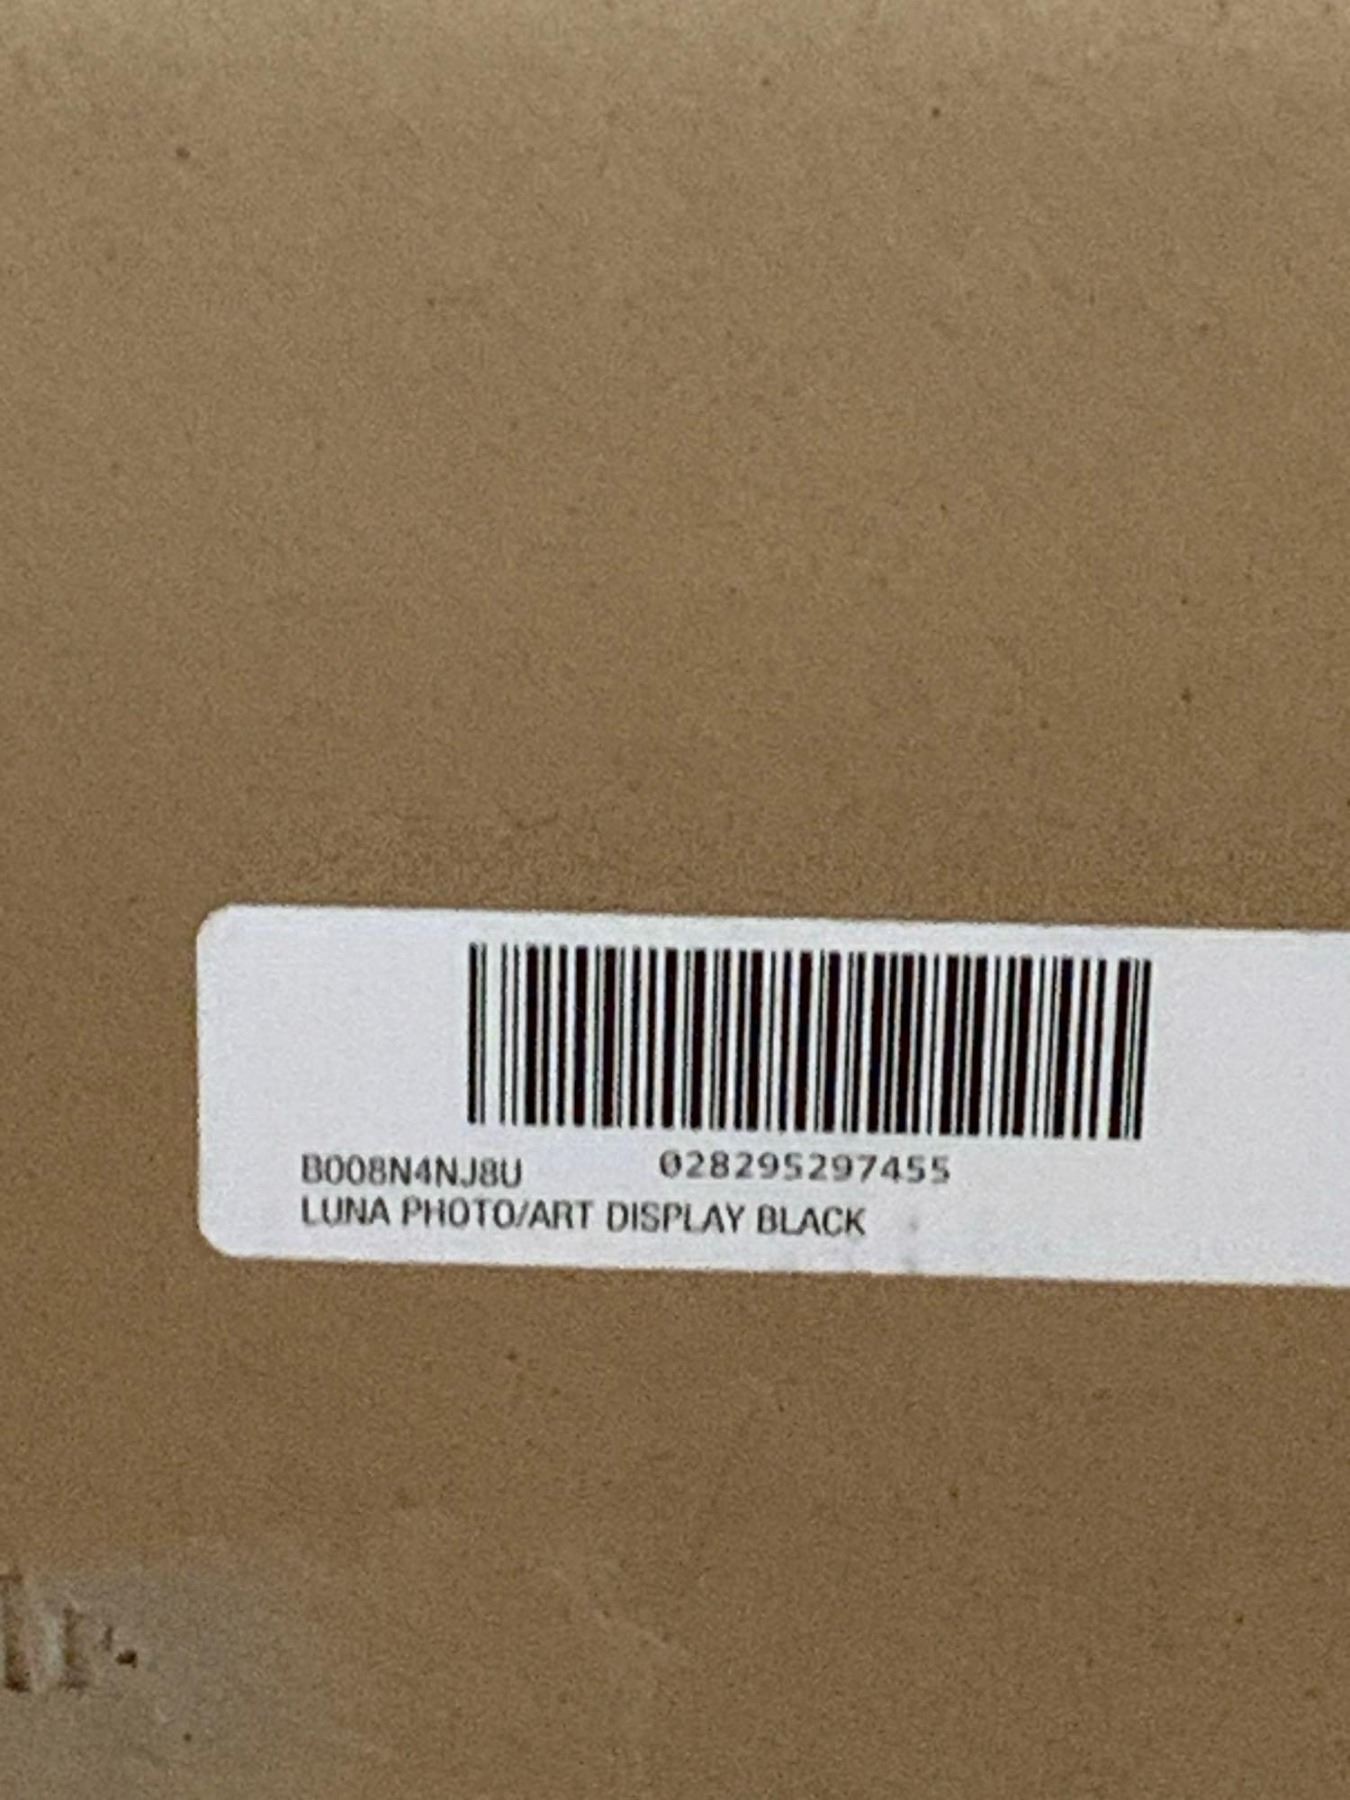 B008N4NJ8U 028295297455
LUNA PHOTO/ART DISPLAY BLACK